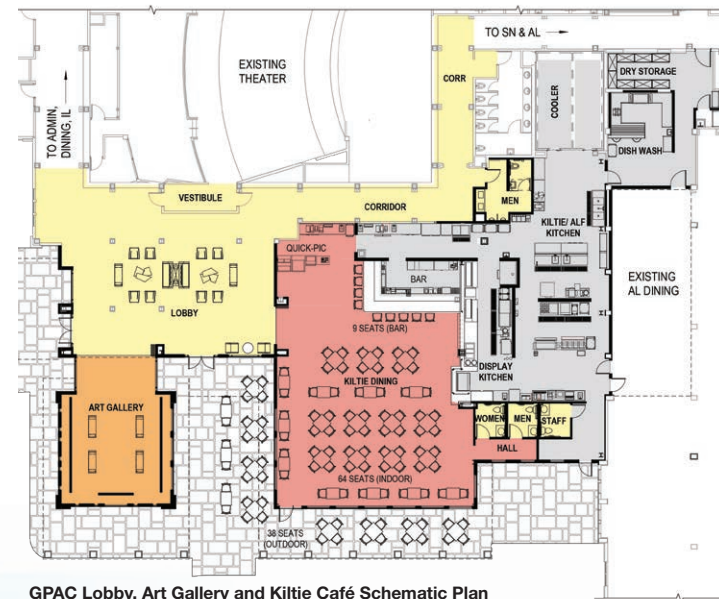 TO SN & AL
EXISTING
THEATER
CORR
COOLER
DRY STORAGE
DISH WASH
TO ADMIN,
DINING, IL
VESTIBULE
CORRIDOR
MEN
KILTIE/ ALF
KITCHEN
QUICK-PIC
BAR
EXISTING
AL DINING
LOBBY
9 SEATS (BAR)
KILTIE DINING
DISPLAY
KITCHEN
ART GALLERY
WOMEN
MEN
STAFF
HALL
64 SEATS (INDOOR)
38 SEATS
(OUTDOOR)
GPAC Lobby, Art Gallery and Kiltie Café Schematic Plan